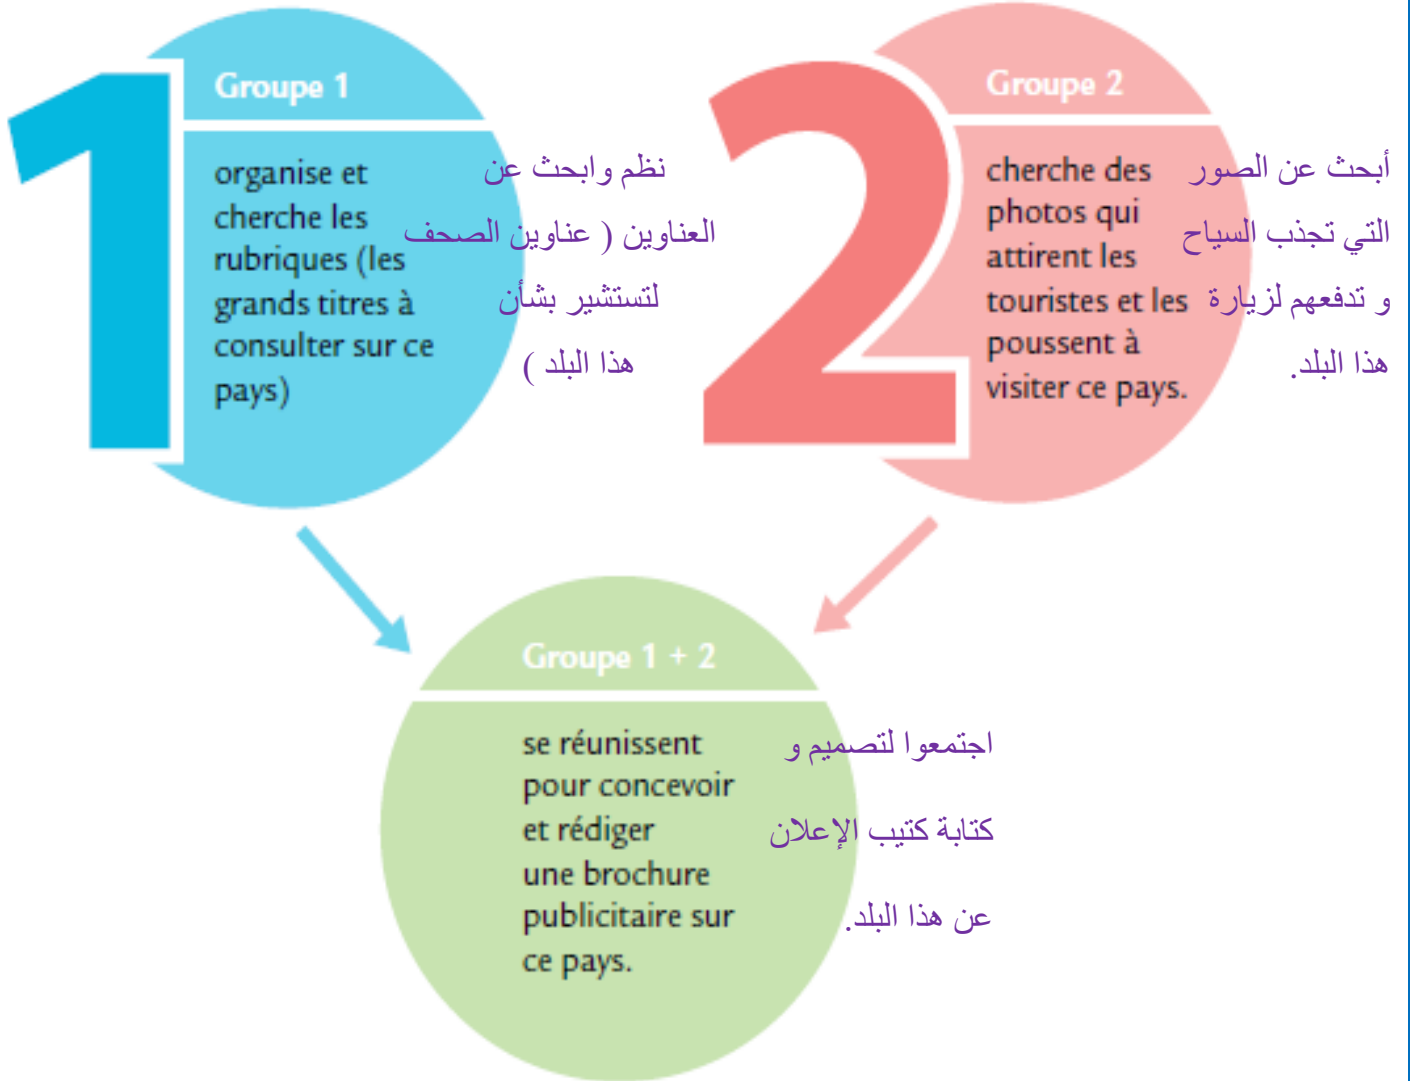 Groupe 1
organise et
cherche les
rubriques (les
grands titres à
consulter sur ce
pays)
نظم وابحث عن
العناوين ( عناوين الصحف
لتستشير بشأن
هذا البلد )
Groupe 2
cherche des
photos qui
attirent les
touristes et les
poussent à
visiter ce pays.
أبحث عن الصور
التي تجذب السياح
و تدفعهم لزيارة
هذا البلد.
Groupe 1 + 2
se réunissent
pour concevoir
et rédiger
une brochure
publicitaire sur
ce pays.
اجتمعوا لتصميم و
كتابة كتيب الإعلان
عن هذا البلد.
1
2